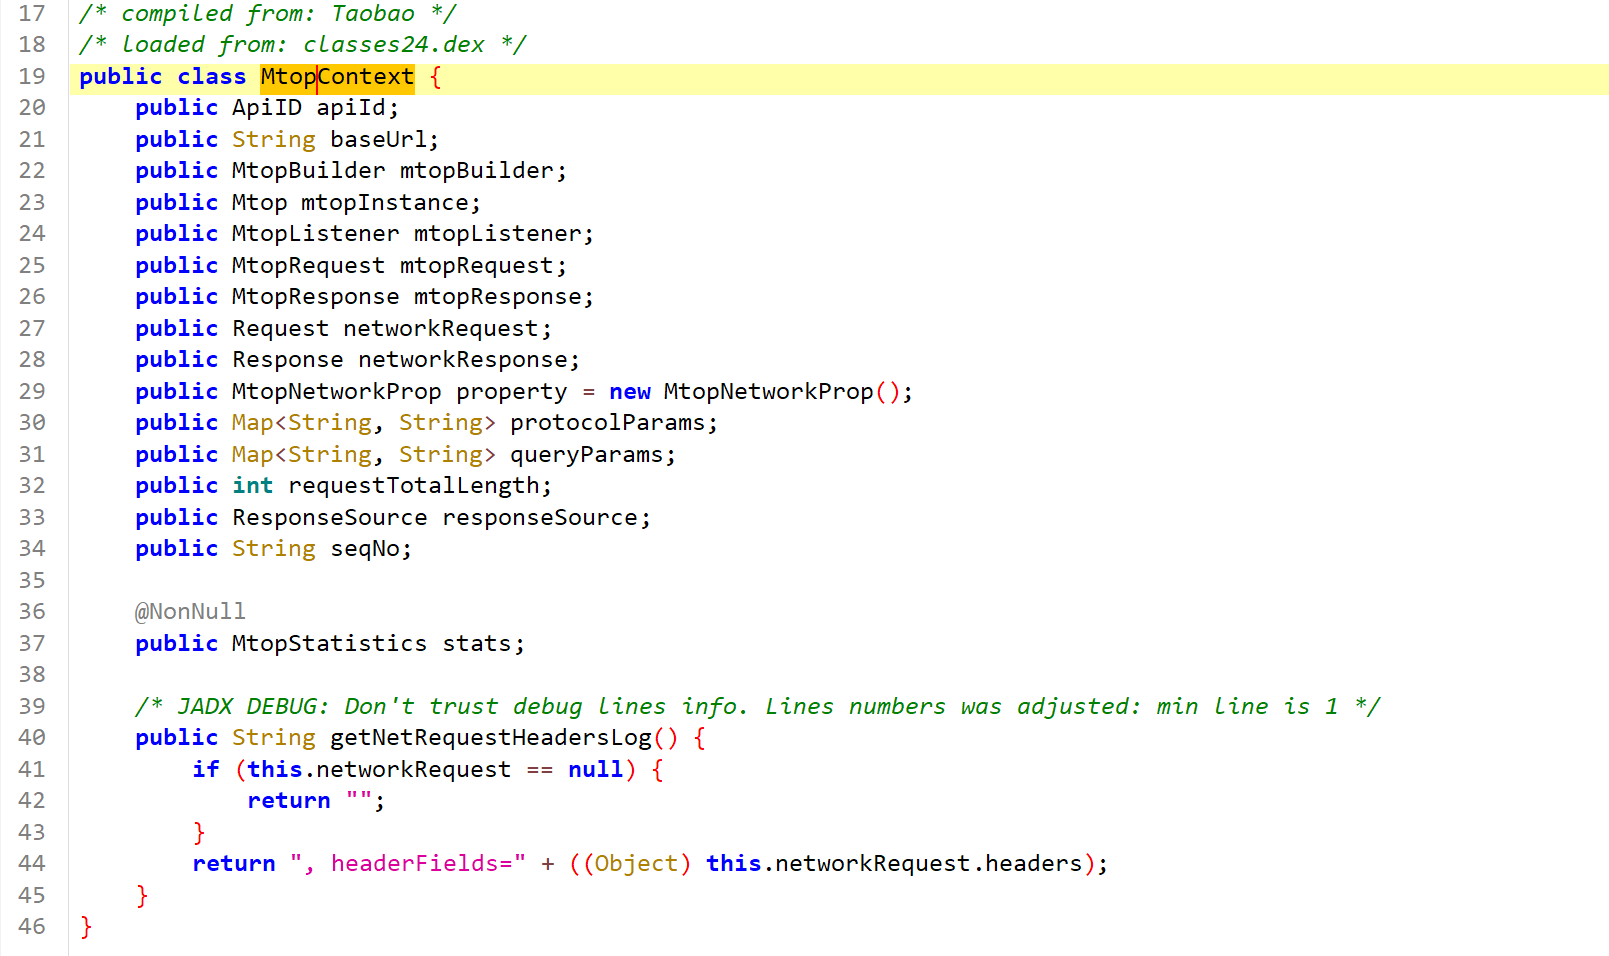 17 /* compiled from: Taobao */
18 /* loaded from: classes24.dex */
19 public class MtopContext {
20     public ApiID apiId;
21     public String baseUrl;
22     public MtopBuilder mtopBuilder;
23     public Mtop mtopInstance;
24     public MtopListener mtopListener;
25     public MtopRequest mtopRequest;
26     public MtopResponse mtopResponse;
27     public Request networkRequest;
28     public Response networkResponse;
29     public MtopNetworkProp property = new MtopNetworkProp();
30     public Map<String, String> protocolParams;
31     public Map<String, String> queryParams;
32     public int requestTotalLength;
33     public ResponseSource responseSource;
34     public String seqNo;
35
36     @NonNull
37     public MtopStatistics stats;
38
39     /* JADX DEBUG: Don't trust debug lines info. Lines numbers was adjusted: min line is 1 */
40     public String getNetRequestHeadersLog() {
41         if (this.networkRequest == null) {
42             return "";
43         }
44         return ", headerFields=" + ((Object) this.networkRequest.headers);
45     }
46 }